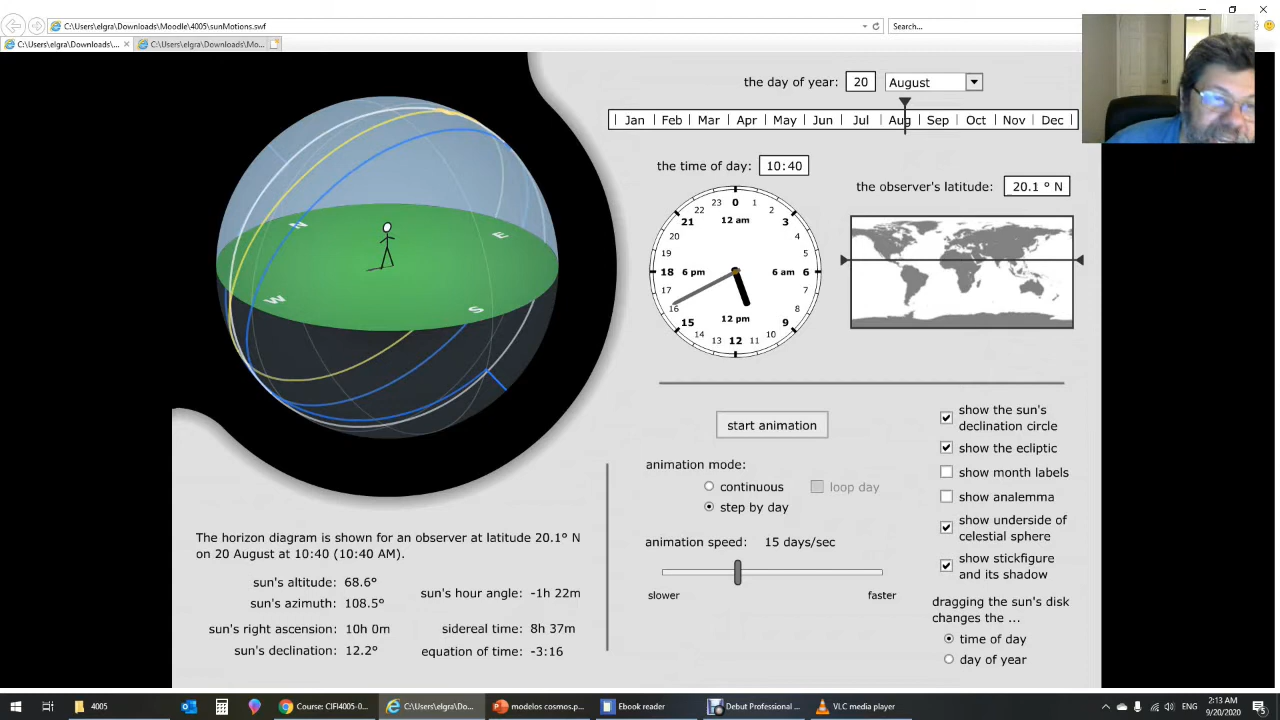 C:\Users\elgra\Downloads\Moodle\4005\sunMotions.swf
Search...
C:\Users\elgra\Downloads\...
C:\Users\elgra\Downloads\Mo...
the day of year: 20 August
Jan Feb Mar Apr May Jun Jul Aug Sep Oct Nov Dec
the time of day: 10:40
the observer's latitude: 20.1 ° N
0 1 2 3 4 5 6 7 8 9 10 11 12 13 14 15 16 17 18 19 20 21 22 23
12 am
6 pm
6 am
12 pm
N
E
W
S
start animation
animation mode:
continuous
loop day
step by day
animation speed: 15 days/sec
slower
faster
show the sun's
declination circle
show the ecliptic
show month labels
show analemma
show underside of
celestial sphere
show stickfigure
and its shadow
dragging the sun's disk
changes the ...
time of day
day of year
The horizon diagram is shown for an observer at latitude 20.1° N
on 20 August at 10:40 (10:40 AM).
sun's altitude: 68.6°
sun's azimuth: 108.5°
sun's hour angle: -1h 22m
sun's right ascension: 10h 0m
sidereal time: 8h 37m
sun's declination: 12.2°
equation of time: -3:16
4005
Course: CIFI4005-0...
C:\Users\elgra\Do...
modelos cosmos.p...
Ebook reader
Debut Professional ...
VLC media player
ENG
2:13 AM
9/20/2020
5